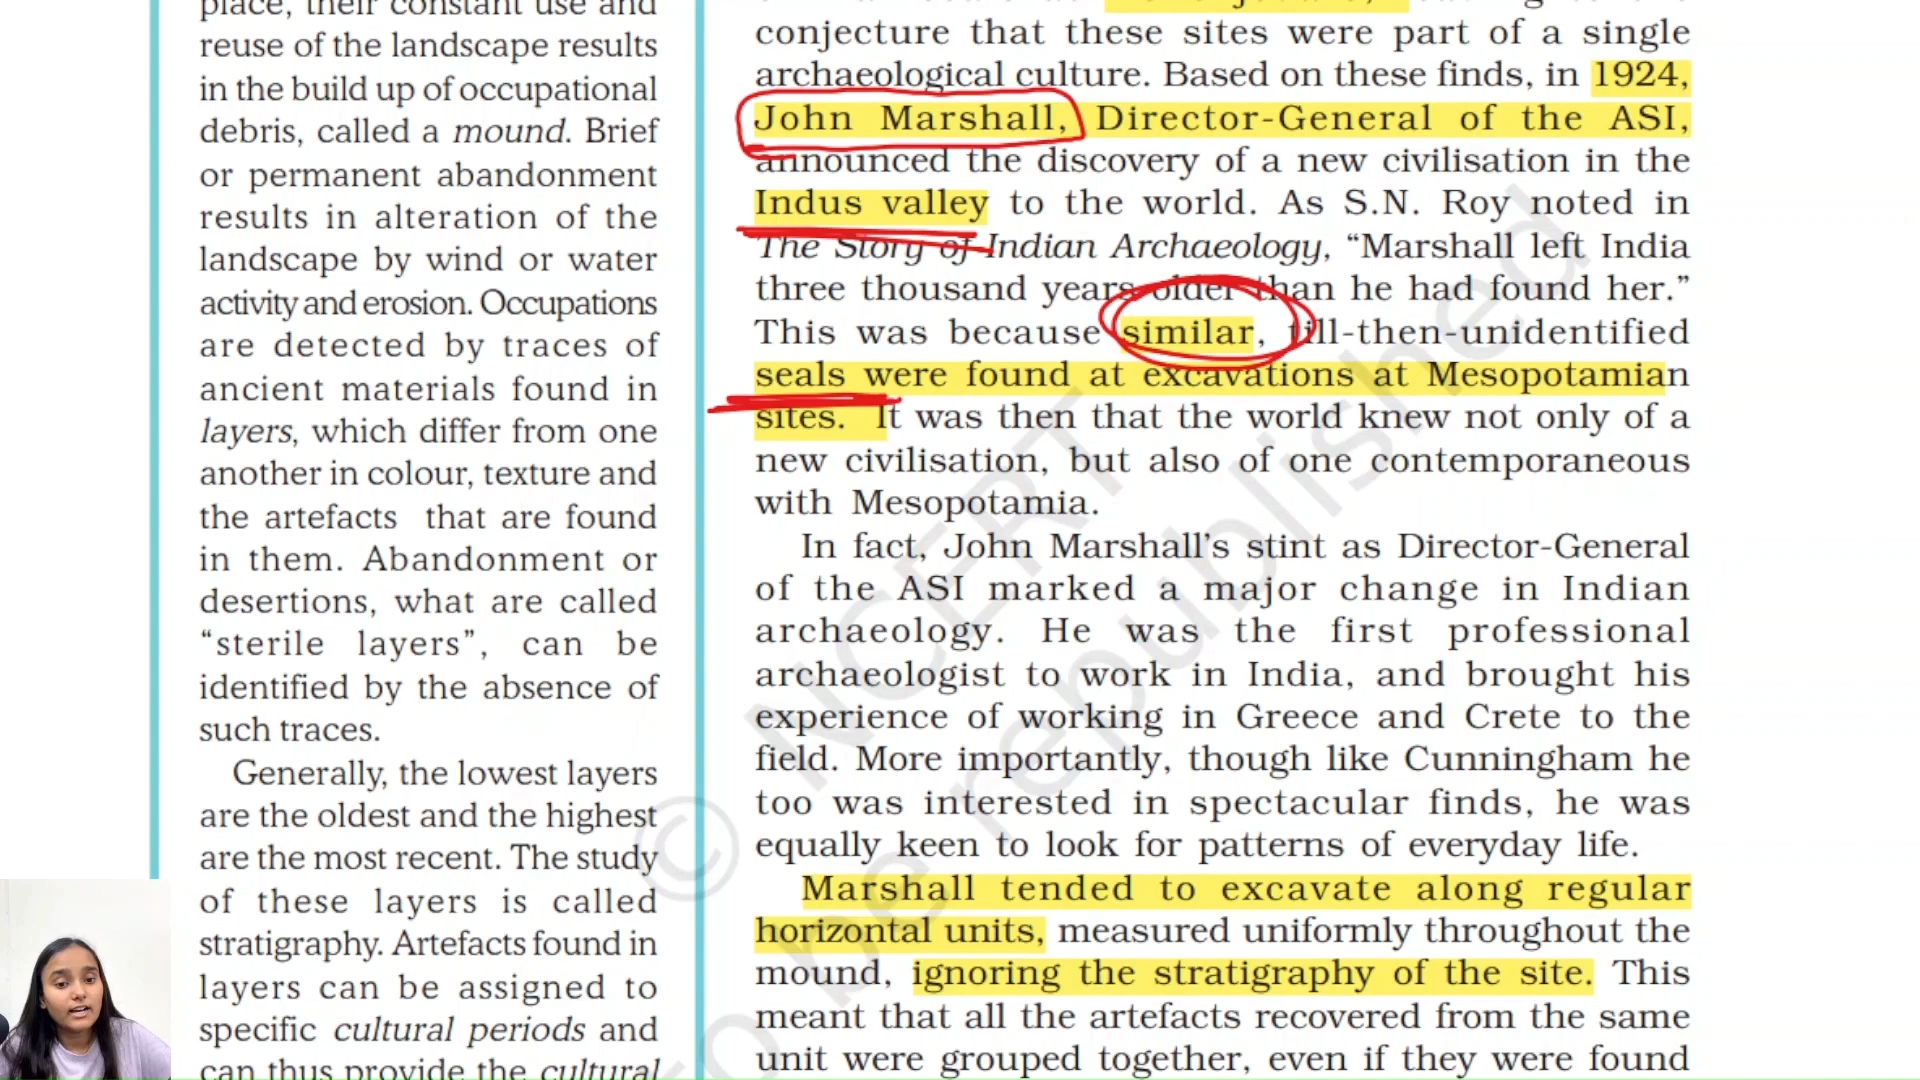 place, their constant use and
reuse of the landscape results
in the build up of occupational
debris, called a mound. Brief
or permanent abandonment
results in alteration of the
landscape by wind or water
activity and erosion. Occupations
are detected by traces of
ancient materials found in
layers, which differ from one
another in colour, texture and
the artefacts that are found
in them. Abandonment or
desertions, what are called
“sterile layers”, can be
identified by the absence of
such traces.
Generally, the lowest layers
are the oldest and the highest
are the most recent. The study
of these layers is called
stratigraphy. Artefacts found in
layers can be assigned to
specific cultural periods and
can thus provide the cultural
conjecture that these sites were part of a single
archaeological culture. Based on these finds, in 1924,
John Marshall, Director-General of the ASI,
announced the discovery of a new civilisation in the
Indus valley to the world. As S.N. Roy noted in
The Story of Indian Archaeology, “Marshall left India
three thousand years older than he had found her.”
This was because similar, till-then-unidentified
seals were found at excavations at Mesopotamian
sites. It was then that the world knew not only of a
new civilisation, but also of one contemporaneous
with Mesopotamia.
In fact, John Marshall’s stint as Director-General
of the ASI marked a major change in Indian
archaeology. He was the first professional
archaeologist to work in India, and brought his
experience of working in Greece and Crete to the
field. More importantly, though like Cunningham he
too was interested in spectacular finds, he was
equally keen to look for patterns of everyday life.
Marshall tended to excavate along regular
horizontal units, measured uniformly throughout the
mound, ignoring the stratigraphy of the site. This
meant that all the artefacts recovered from the same
unit were grouped together, even if they were found
© NCERT
to be republished